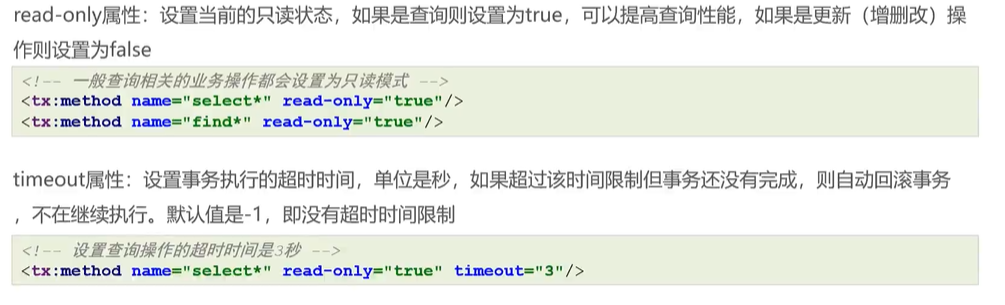 read-only属性：设置当前的只读状态，如果是查询则设置为true，可以提高查询性能，如果是更新（增删改）操
作则设置为false
<!-- 一般查询相关的业务操作都会设置为只读模式 -->
<tx:method name="select*" read-only="true"/>
<tx:method name="find*" read-only="true"/>
timeout属性：设置事务执行的超时时间，单位是秒，如果超过该时间限制但事务还没有完成，则自动回滚事务
，不在继续执行。默认值是-1，即没有超时时间限制
<!-- 设置查询操作的超时时间是3秒 -->
<tx:method name="select*" read-only="true" timeout="3"/>